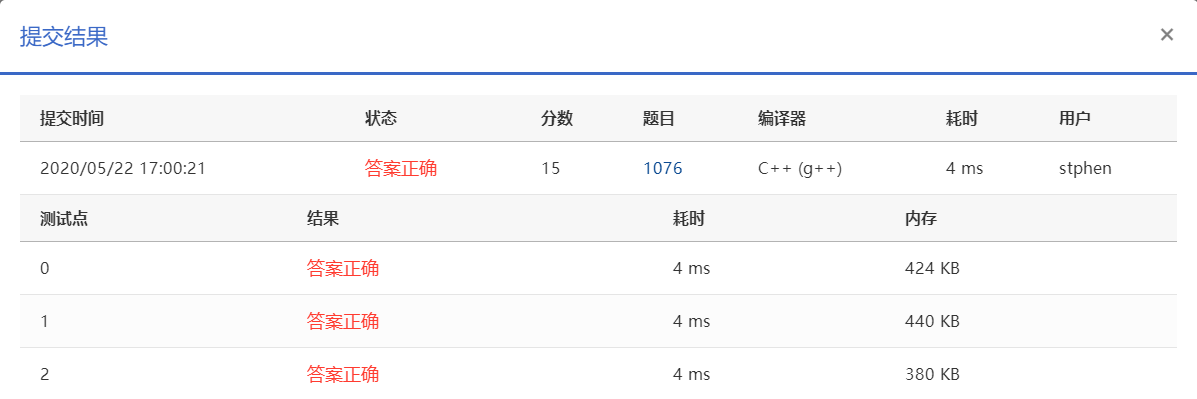 提交结果 ×
提交时间 状态 分数 题目 编译器 耗时 用户
2020/05/22 17:00:21 答案正确 15 1076 C++ (g++) 4 ms stphen
测试点 结果 耗时 内存
0 答案正确 4 ms 424 KB
1 答案正确 4 ms 440 KB
2 答案正确 4 ms 380 KB